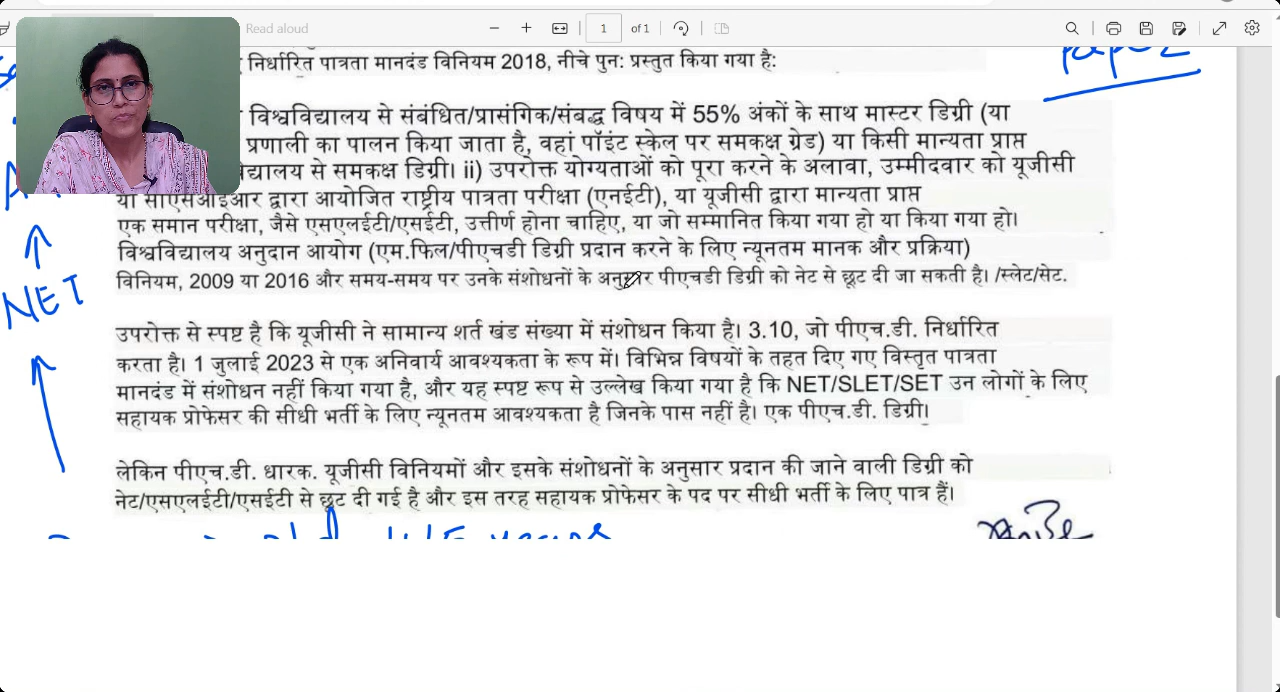 Read aloud
1 of 1
निर्धारित पात्रता मानदंड विनियम 2018, नीचे पुन: प्रस्तुत किया गया है:
विश्वविद्यालय से संबंधित/प्रासंगिक/संबद्ध विषय में 55% अंकों के साथ मास्टर डिग्री (या
प्रणाली का पालन किया जाता है, वहां पॉइंट स्केल पर समकक्ष ग्रेड) या किसी मान्यता प्राप्त
से समकक्ष डिग्री। ii) उपरोक्त योग्यताओं को पूरा करने के अलावा, उम्मीदवार को यूजीसी
या सीएसआईआर द्वारा आयोजित राष्ट्रीय पात्रता परीक्षा (एनईटी), या यूजीसी द्वारा मान्यता प्राप्त
एक समान परीक्षा, जैसे एसएलईटी/एसईटी, उत्तीर्ण होना चाहिए, या जो सम्मानित किया गया हो या किया गया हो।
विश्वविद्यालय अनुदान आयोग (एम.फिल/पीएचडी डिग्री प्रदान करने के लिए न्यूनतम मानक और प्रक्रिया)
विनियम, 2009 या 2016 और समय-समय पर उनके संशोधनों के अनुसार पीएचडी डिग्री को नेट से छूट दी जा सकती है। /स्लेट/सेट.
NET
उपरोक्त से स्पष्ट है कि यूजीसी ने सामान्य शर्त खंड संख्या में संशोधन किया है। 3.10, जो पीएच.डी. निर्धारित
करता है। 1 जुलाई 2023 से एक अनिवार्य आवश्यकता के रूप में। विभिन्न विषयों के तहत दिए गए विस्तृत पात्रता
मानदंड में संशोधन नहीं किया गया है, और यह स्पष्ट रूप से उल्लेख किया गया है कि NET/SLET/SET उन लोगों के लिए
सहायक प्रोफेसर की सीधी भर्ती के लिए न्यूनतम आवश्यकता है जिनके पास नहीं है। एक पीएच.डी. डिग्री।
लेकिन पीएच.डी. धारक. यूजीसी विनियमों और इसके संशोधनों के अनुसार प्रदान की जाने वाली डिग्री को
नेट/एसएलईटी/एसईटी से छूट दी गई है और इस तरह सहायक प्रोफेसर के पद पर सीधी भर्ती के लिए पात्र हैं।